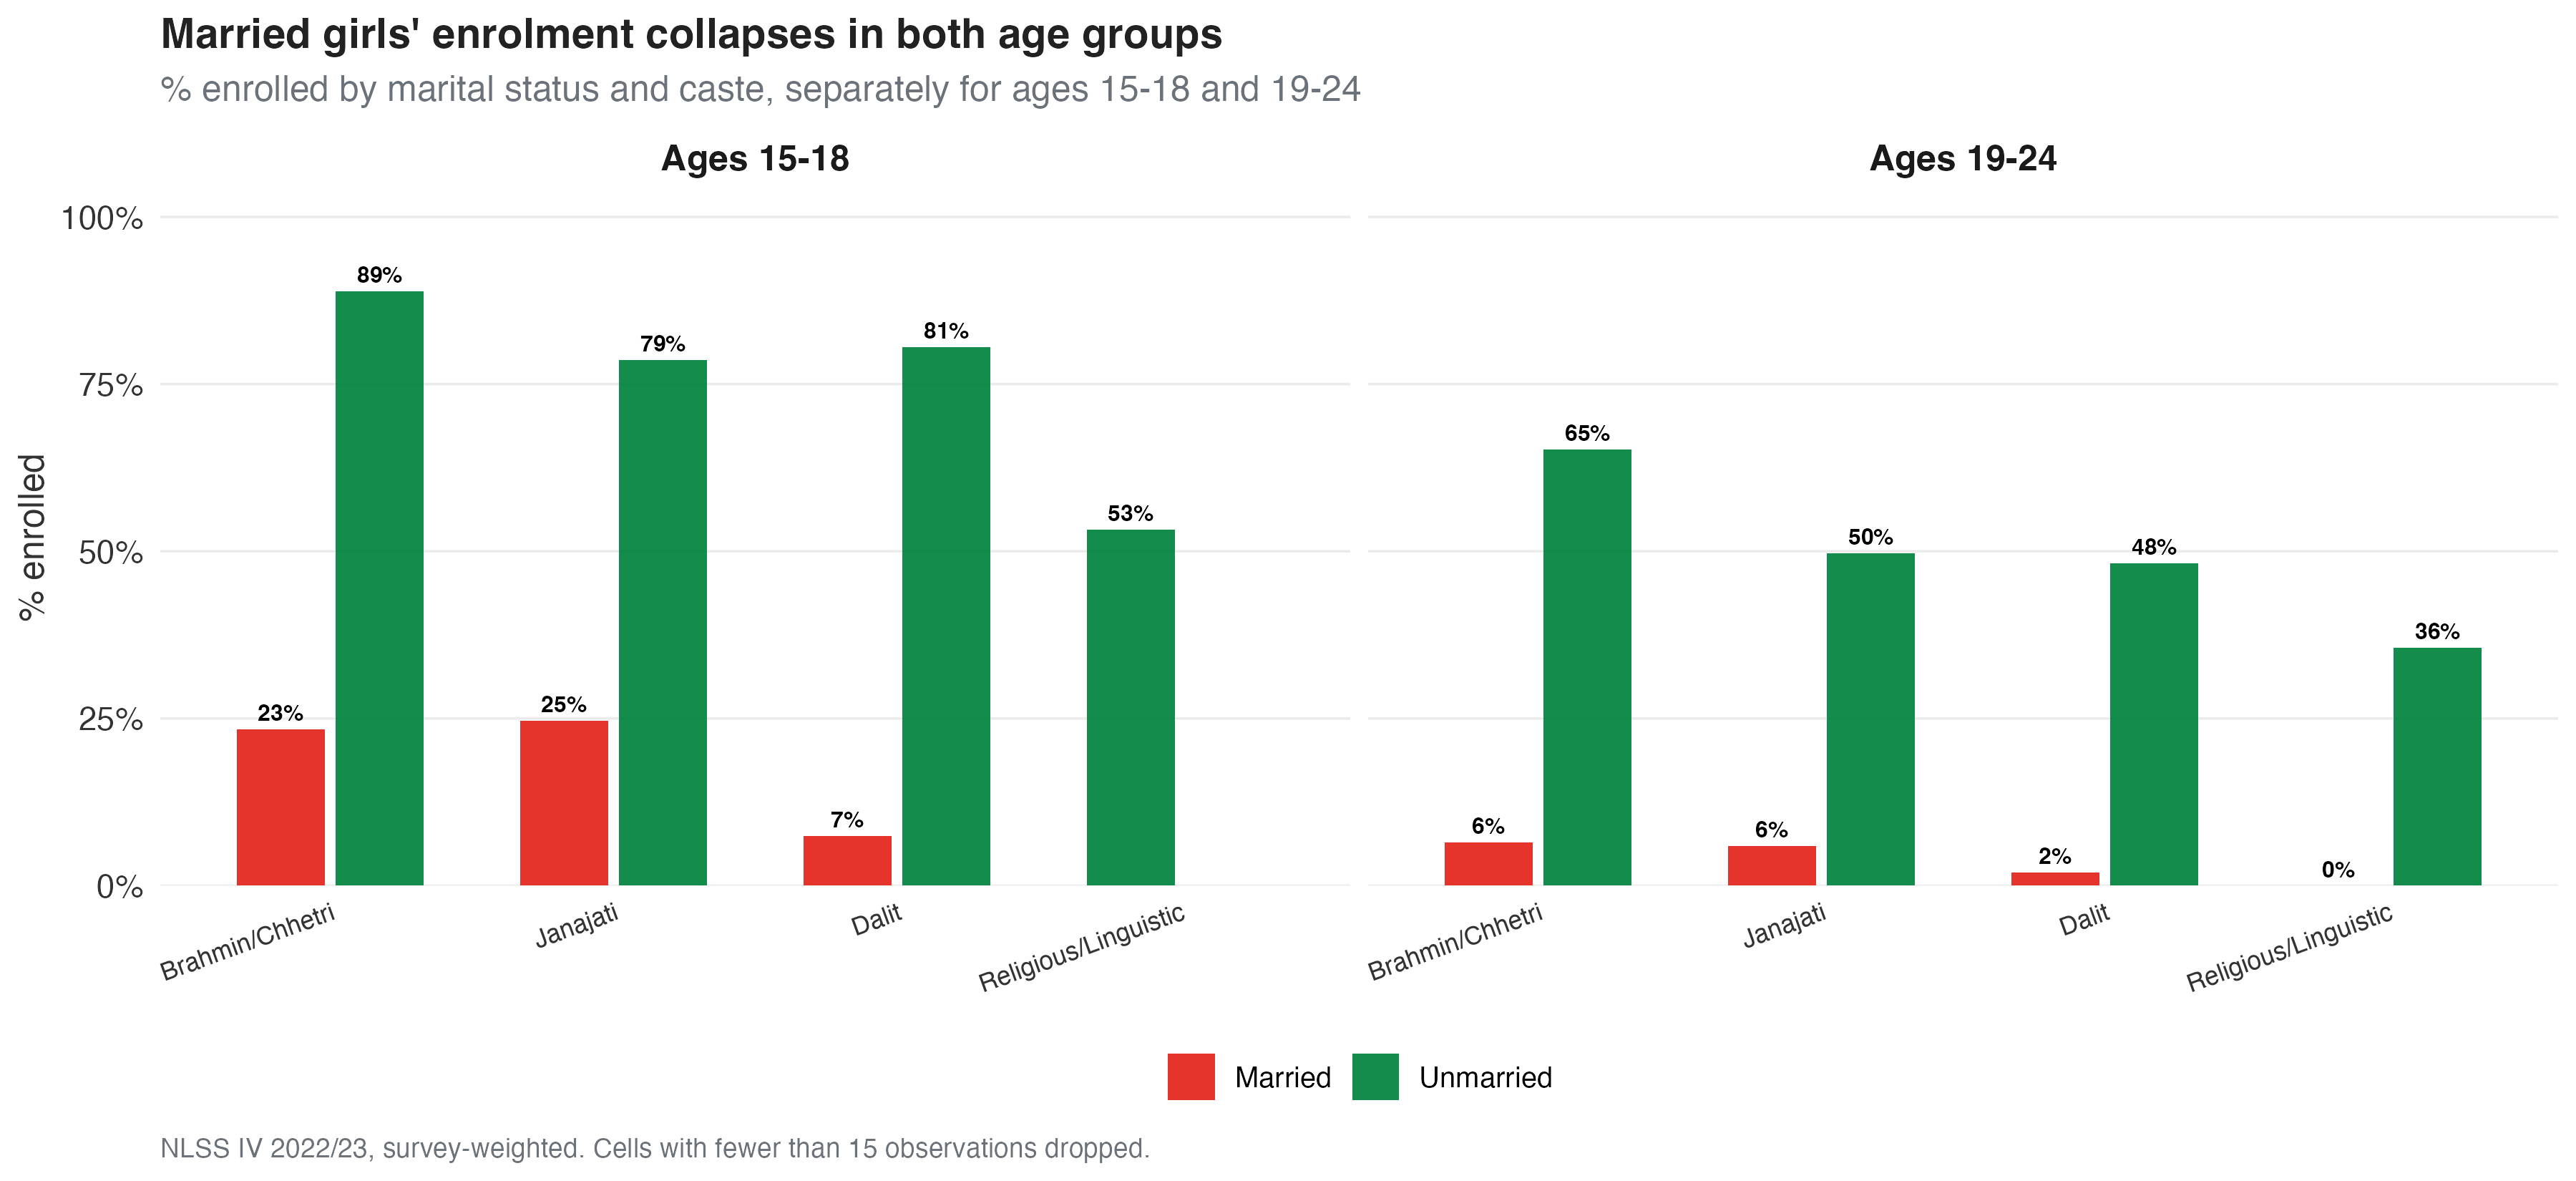 Married girls' enrolment collapses in both age groups
% enrolled by marital status and caste, separately for ages 15-18 and 19-24
Ages 15-18
Ages 19-24
% enrolled
100%
75%
50%
25%
0%
23%
89%
25%
79%
7%
81%
53%
6%
65%
6%
50%
2%
48%
0%
36%
Brahmin/Chhetri
Janajati
Dalit
Religious/Linguistic
Brahmin/Chhetri
Janajati
Dalit
Religious/Linguistic
Married
Unmarried
NLSS IV 2022/23, survey-weighted. Cells with fewer than 15 observations dropped.